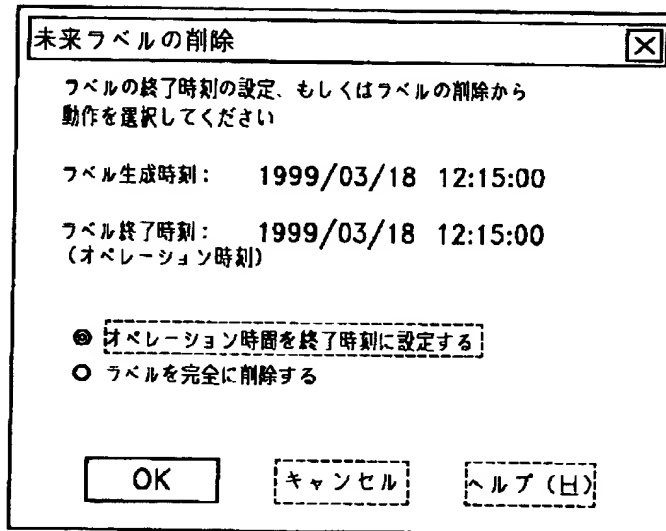 未来ラベルの削除
ラベルの終了時刻の設定、もしくはラベルの削除から
動作を選択してください
ラベル生成時刻： 1999/03/18 12:15:00
ラベル終了時刻： 1999/03/18 12:15:00
（オペレーション時刻）
オペレーション時間を終了時刻に設定する
ラベルを完全に削除する
OK キャンセル ヘルプ（H）